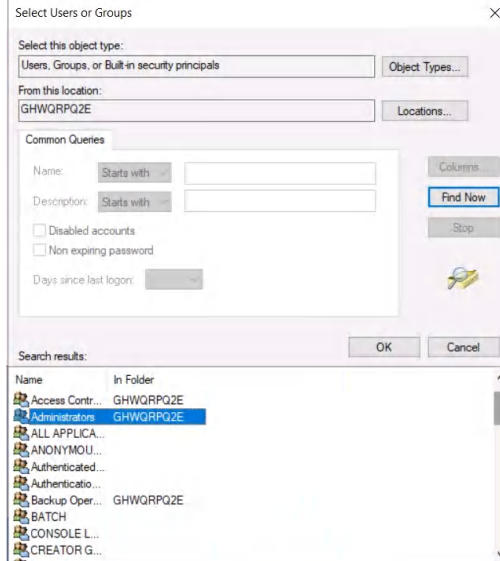 Select Users or Groups
Select this object type:
Users, Groups, or Built-in security principals
Object Types...
From this location:
GHWQRPQ2E
Locations...
Common Queries
Name:
Starts with
Columns...
Description:
Starts with
Find Now
Disabled accounts
Stop
Non expiring password
Days since last logon:
OK
Cancel
Search results:
Name In Folder
Access Contr... GHWQRPQ2E
Administrators GHWQRPQ2E
ALL APPLICA...
ANONYMOU...
Authenticated...
Authenticatio...
Backup Oper... GHWQRPQ2E
BATCH
CONSOLE L...
CREATOR G...